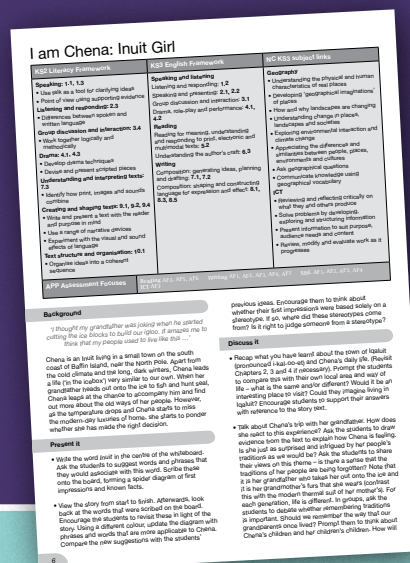 I am Chena: Inuit Girl
KS2 Literacy Framework
Speaking: 1.1, 1.3
• Use talk as a tool for clarifying ideas
• Point of view using supporting evidence
Listening and responding: 2.3
• Differences between spoken and
written language
Group discussion and interaction: 3.4
• Work together logically and
methodically
Drama: 4.1, 4.3
• Develop drama techniques
• Devise and present scripted pieces
Understanding and interpreting texts:
7.3
• Identify how print, images and sounds
combine
Creating and shaping texts: 9.1, 9.2, 9.4
• Write and present a text with the reader
and purpose in mind
• Use a range of narrative devices
• Experiment with the visual and sound
effects of language
Text structure and organisation: 10.1
• Organise ideas into a coherent
sequence
KS3 English Framework
Speaking and listening
Listening and responding: 1.2
Speaking and presenting: 2.1, 2.2
Group discussion and interaction: 3.1
Drama, role-play and performance: 4.1,
4.2
Reading
Reading for meaning, understanding
and responding to print, electronic and
multimodal texts: 5.2
Understanding the author's craft: 6.3
Writing
Composition: generating ideas, planning
and drafting: 7.1, 7.2
Composition: shaping and constructing
language for expression and effect: 8.1,
8.3, 8.5
NC KS3 subject links
Geography
• Understanding the physical and human
characteristics of real places
• Developing 'geographical imaginations'
of places
• How and why landscapes are changing
• Understanding change in places,
landscapes and societies
• Exploring environmental interaction and
climate change
• Appreciating the differences and
similarities between people, places,
environments and cultures
• Ask geographical questions
• Communicate knowledge using
geographical vocabulary
ICT
• Reviewing and reflecting critically on
what they and others produce
• Solve problems by developing,
exploring and structuring information
• Present information to suit purpose,
audience needs and content
• Review, modify and evaluate work as it
progresses
APP Assessment Focuses
Background
'I thought my grandfather was joking when he started
cutting the ice blocks to build our igloo. It amazes me to
think that my people used to live like this …'
Chena is an Inuit living in a small town on the south
coast of Baffin Island, near the North Pole. Apart from
the cold climate and the long, dark winters, Chena leads
a life ('in the icebox') very similar to our own. When her
grandfather heads out onto the ice to fish and hunt seal,
Chena leaps at the chance to accompany him and find
out more about the old ways of her people. However,
as the temperature drops and Chena starts to miss
the modern-day luxuries of home, she starts to ponder
whether she has made the right decision.
Present it
• Write the word Inuit in the centre of the whiteboard.
Ask the students to suggest words and phrases that
they would associate with this word. Scribe these
onto the board, forming a spider diagram of first
impressions and known facts.
• View the story from start to finish. Afterwards, look
back at the words that were scribed on the board.
Encourage the students to revisit these in light of the
story. Using a different colour, update the diagram with
phrases and words that are more applicable to Chena.
Compare the new suggestions with the students'
previous ideas. Encourage them to think about
whether their first impressions were based solely on a
stereotype. If so, where did these stereotypes come
from? Is it right to judge someone from a stereotype?
Discuss it
• Recap what you have learnt about the town of Iqaluit
(pronounced i-kal-oo-et) and Chena's daily life. (Revisit
Chapters 2, 3 and 4 if necessary). Prompt the students
to compare this with their own local area and way of
life – what is the same and/or different? Would it be an
interesting place to visit? Could they imagine living in
Iqaluit? Encourage students to support their answers
with reference to the story text.
• Talk about Chena's trip with her grandfather. How does
she react to this experience? Ask the students to draw
evidence from the text to explain how Chena is feeling.
Is she just as surprised and intrigued by her people's
traditions as we would be? Ask the students to share
their views on this theme – is there a sense that the
traditions of other people are being forgotten? Note that
it is her grandfather who takes her out onto the ice and
it is her grandmother's furs that she wears (contrast
this with the modern thermal suit of her mother's). For
each generation, life is different. In groups, ask the
students to debate whether remembering traditions
is important. Should we remember the way that our
grandparents once lived? Prompt them to think about
Chena's children and her children's children. How will
6